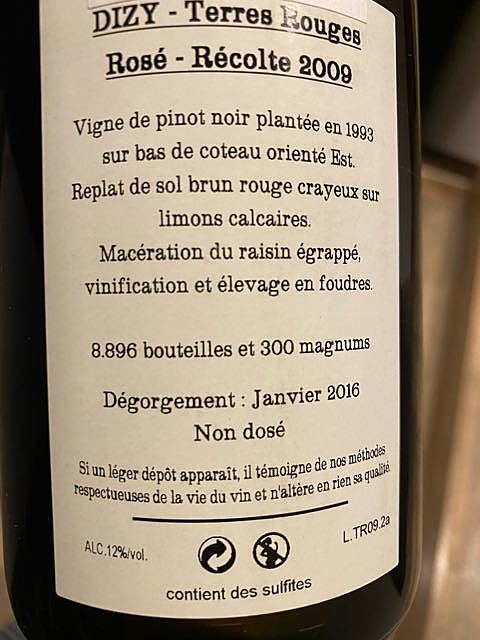 DIZY - Terres Rouges
Rosé - Récolte 2009
Vigne de pinot noir plantée en 1993
sur bas de coteau orienté Est.
Replat de sol brun rouge crayeux sur
limons calcaires.
Macération du raisin égrappé,
vinification et élevage en foudres.
8.896 bouteilles et 300 magnums
Dégorgement : Janvier 2016
Non dosé
Si un léger dépôt apparaît, il témoigne de nos méthodes
respectueuses de la vie du vin et n'altère en rien sa qualité.
ALC.12%/vol.
L.TR09.2a
contient des sulfites